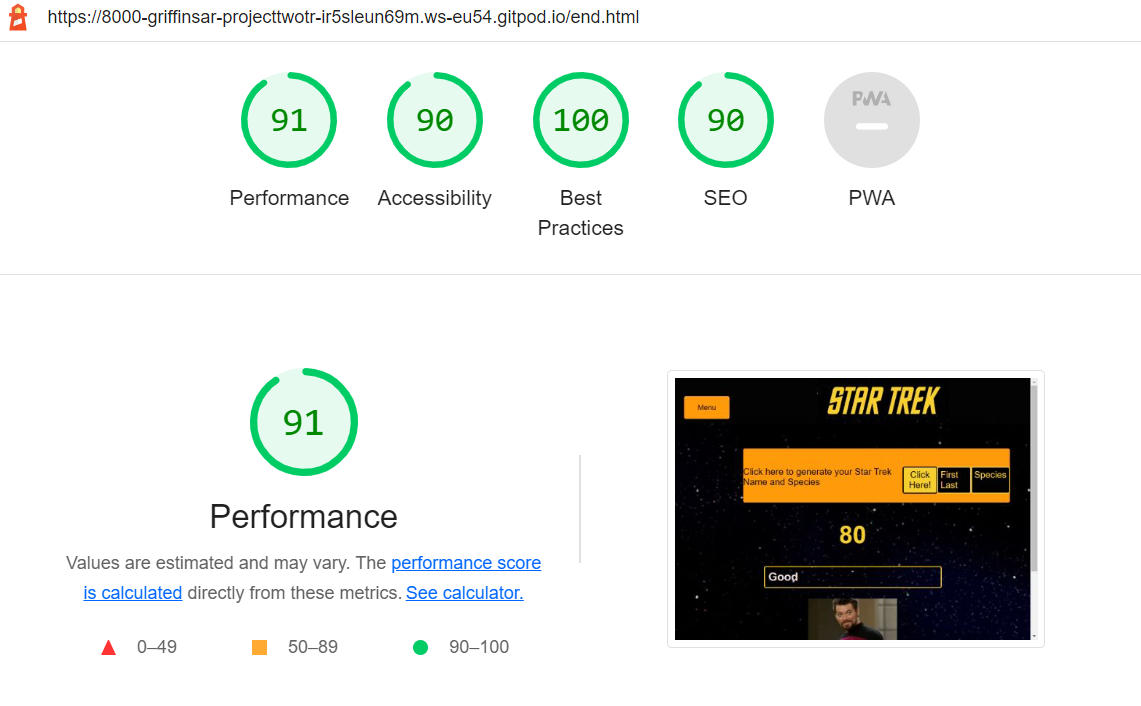 https://8000-griffinsar-projecttwotr-ir5sleun69m.ws-eu54.gitpod.io/end.html
91
90
100
90
PWA
Performance
Accessibility
Best
Practices
SEO
PWA
91
Performance
Values are estimated and may vary. The performance score
is calculated directly from these metrics. See calculator.
0–49
50–89
90–100
STAR TREK
Menu
Click here to generate your Star Trek
Name and Species
Click
Here!
First
Last
Species
80
Good